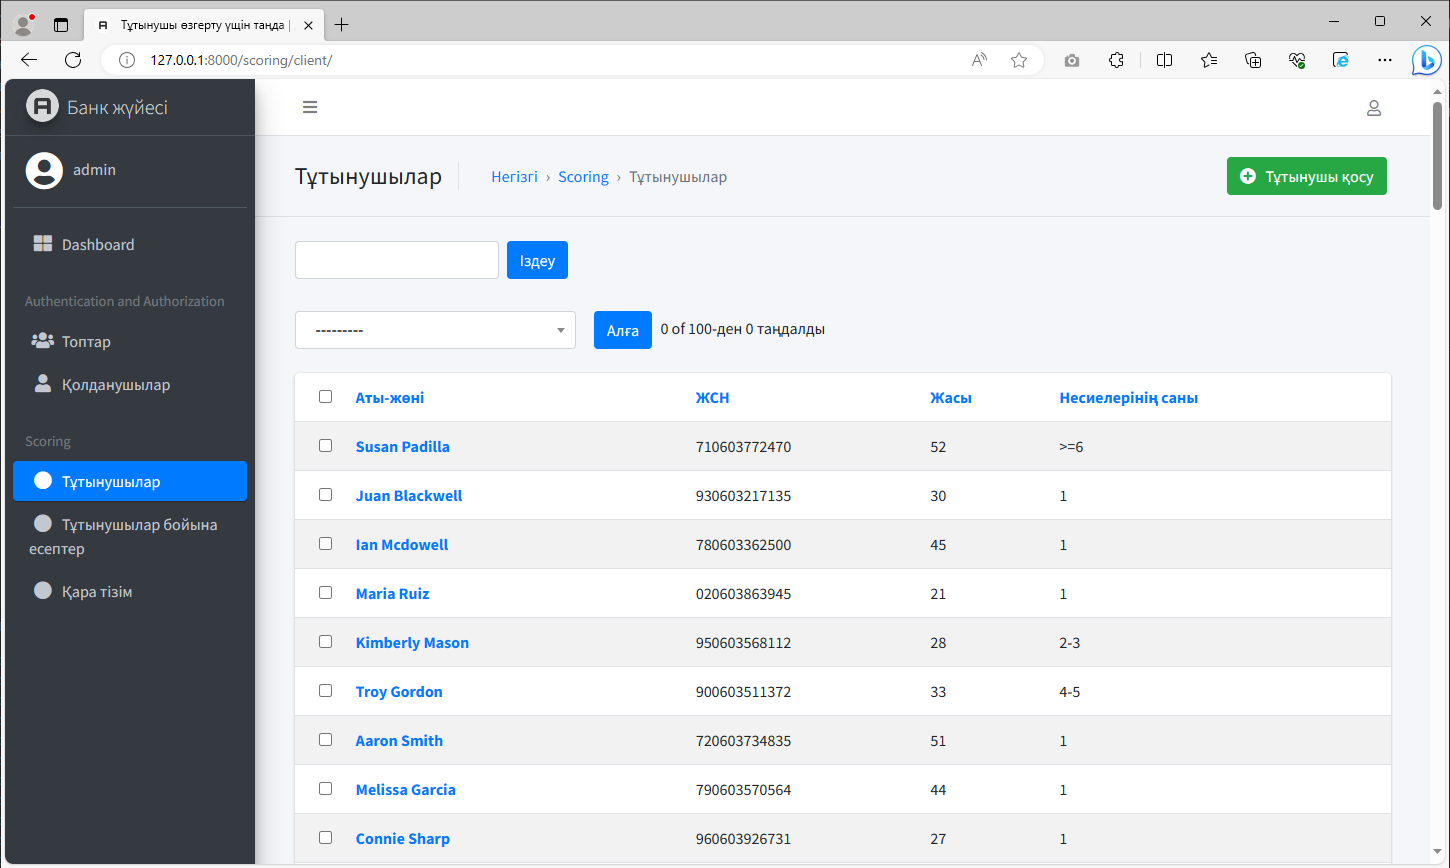 Тұтынушы өзгерту үшін таңда |
127.0.0.1:8000/scoring/client/
Банк жүйесі
admin
Dashboard
Authentication and Authorization
Топтар
Қолданушылар
Scoring
Тұтынушылар
Тұтынушылар бойына
есептер
Қара тізім
Тұтынушылар
Негізгі › Scoring › Тұтынушылар
Тұтынушы қосу
Іздеу
---------
Алға
0 of 100-ден 0 таңдалды
Аты-жөні ЖСН Жасы Несиелерінің саны
Susan Padilla 710603772470 52 >=6
Juan Blackwell 930603217135 30 1
Ian Mcdowell 780603362500 45 1
Maria Ruiz 020603863945 21 1
Kimberly Mason 950603568112 28 2-3
Troy Gordon 900603511372 33 4-5
Aaron Smith 720603734835 51 1
Melissa Garcia 790603570564 44 1
Connie Sharp 960603926731 27 1